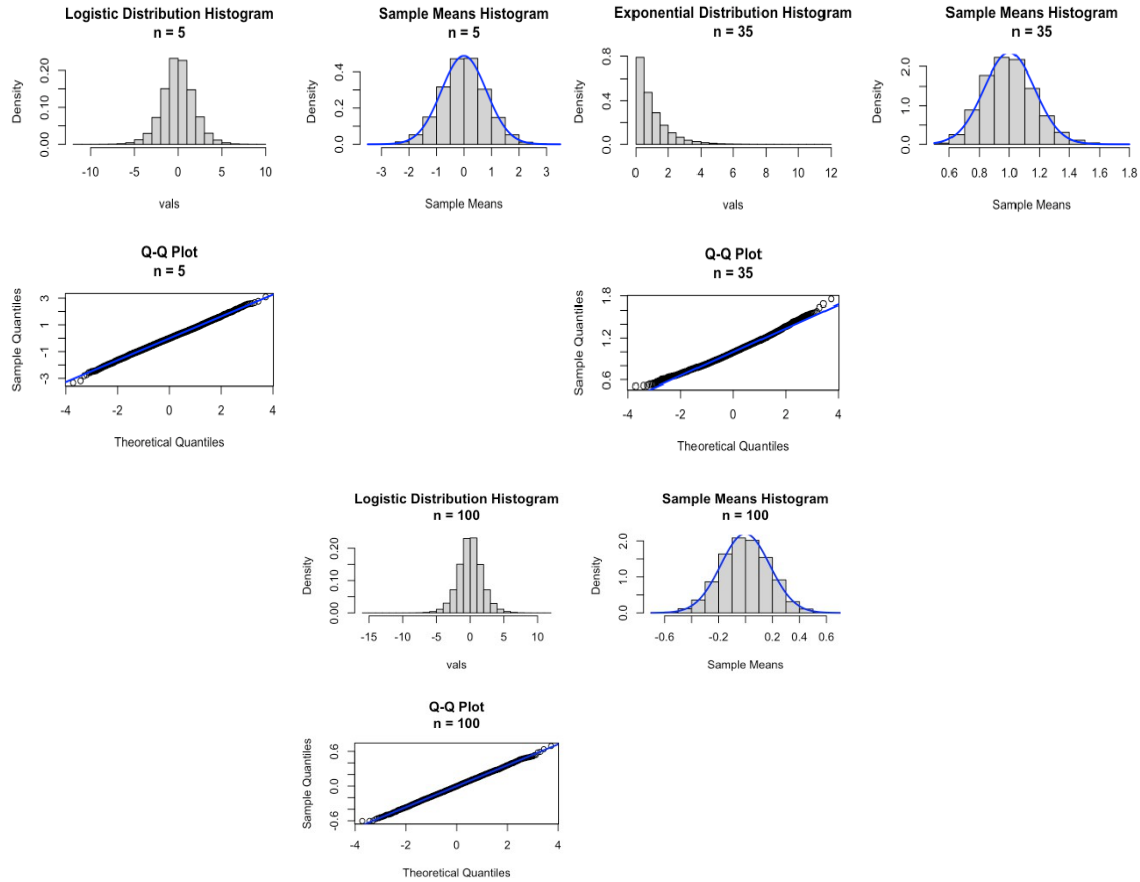 Logistic Distribution Histogram
n = 5
Density
0.00 0.10 0.20
-10 -5 0 5 10
vals
Sample Means Histogram
n = 5
Density
0.0 0.2 0.4
-3 -2 -1 0 1 2 3
Sample Means
Exponential Distribution Histogram
n = 35
Density
0.0 0.4 0.8
0 2 4 6 8 10 12
vals
Sample Means Histogram
n = 35
Density
0.0 1.0 2.0
0.6 0.8 1.0 1.2 1.4 1.6 1.8
Sample Means
Q-Q Plot
n = 5
Sample Quantiles
-3 -1 1 3
-4 -2 0 2 4
Theoretical Quantiles
Q-Q Plot
n = 35
Sample Quantiles
0.6 1.2 1.8
-4 -2 0 2 4
Theoretical Quantiles
Logistic Distribution Histogram
n = 100
Density
0.00 0.10 0.20
-15 -10 -5 0 5 10
vals
Sample Means Histogram
n = 100
Density
0.0 1.0 2.0
-0.6 -0.2 0.2 0.4 0.6
Sample Means
Q-Q Plot
n = 100
Sample Quantiles
-0.6 0.0 0.6
-4 -2 0 2 4
Theoretical Quantiles